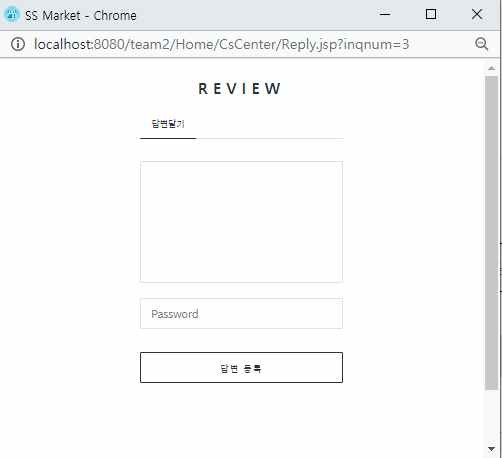 SS Market - Chrome
localhost:8080/team2/Home/CsCenter/Reply.jsp?inqnum=3
REVIEW
답변달기
Password
답변 등록